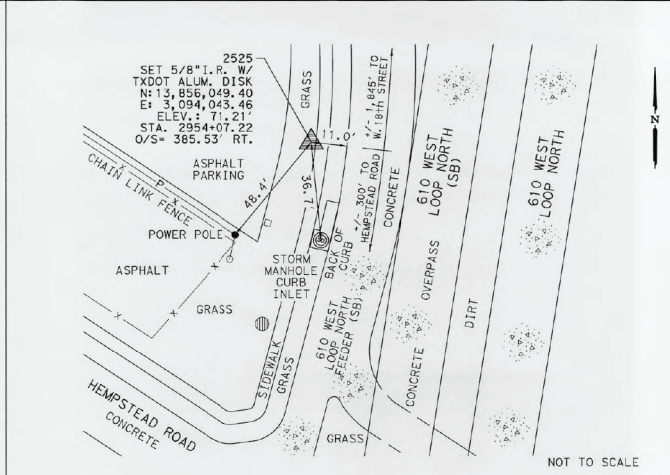 2525
SET 5/8"I.R. W/
TXDOT ALUM. DISK
N: 13,856,049.40
E: 3,094,043.46
ELEV.: 71.21'
STA. 2954+07.22
O/S= 385.53' RT.
GRASS
11.0'
+/- 1,845' TO
W.18th STREET
+/- 300' TO
HEMPSTEAD ROAD
CONCRETE
610 WEST
LOOP NORTH
(SB)
610 WEST
LOOP NORTH
N
ASPHALT
PARKING
P
X
CHAIN LINK FENCE
48.4'
36.7'
POWER POLE
STORM
MANHOLE
CURB
INLET
BACK OF
CURB
ASPHALT
X
GRASS
X
X
OVERPASS
DIRT
610 WEST
LOOP NORTH
FEEDER (SB)
SIDEWALK
GRASS
CONCRETE
HEMPSTEAD ROAD
CONCRETE
GRASS
NOT TO SCALE